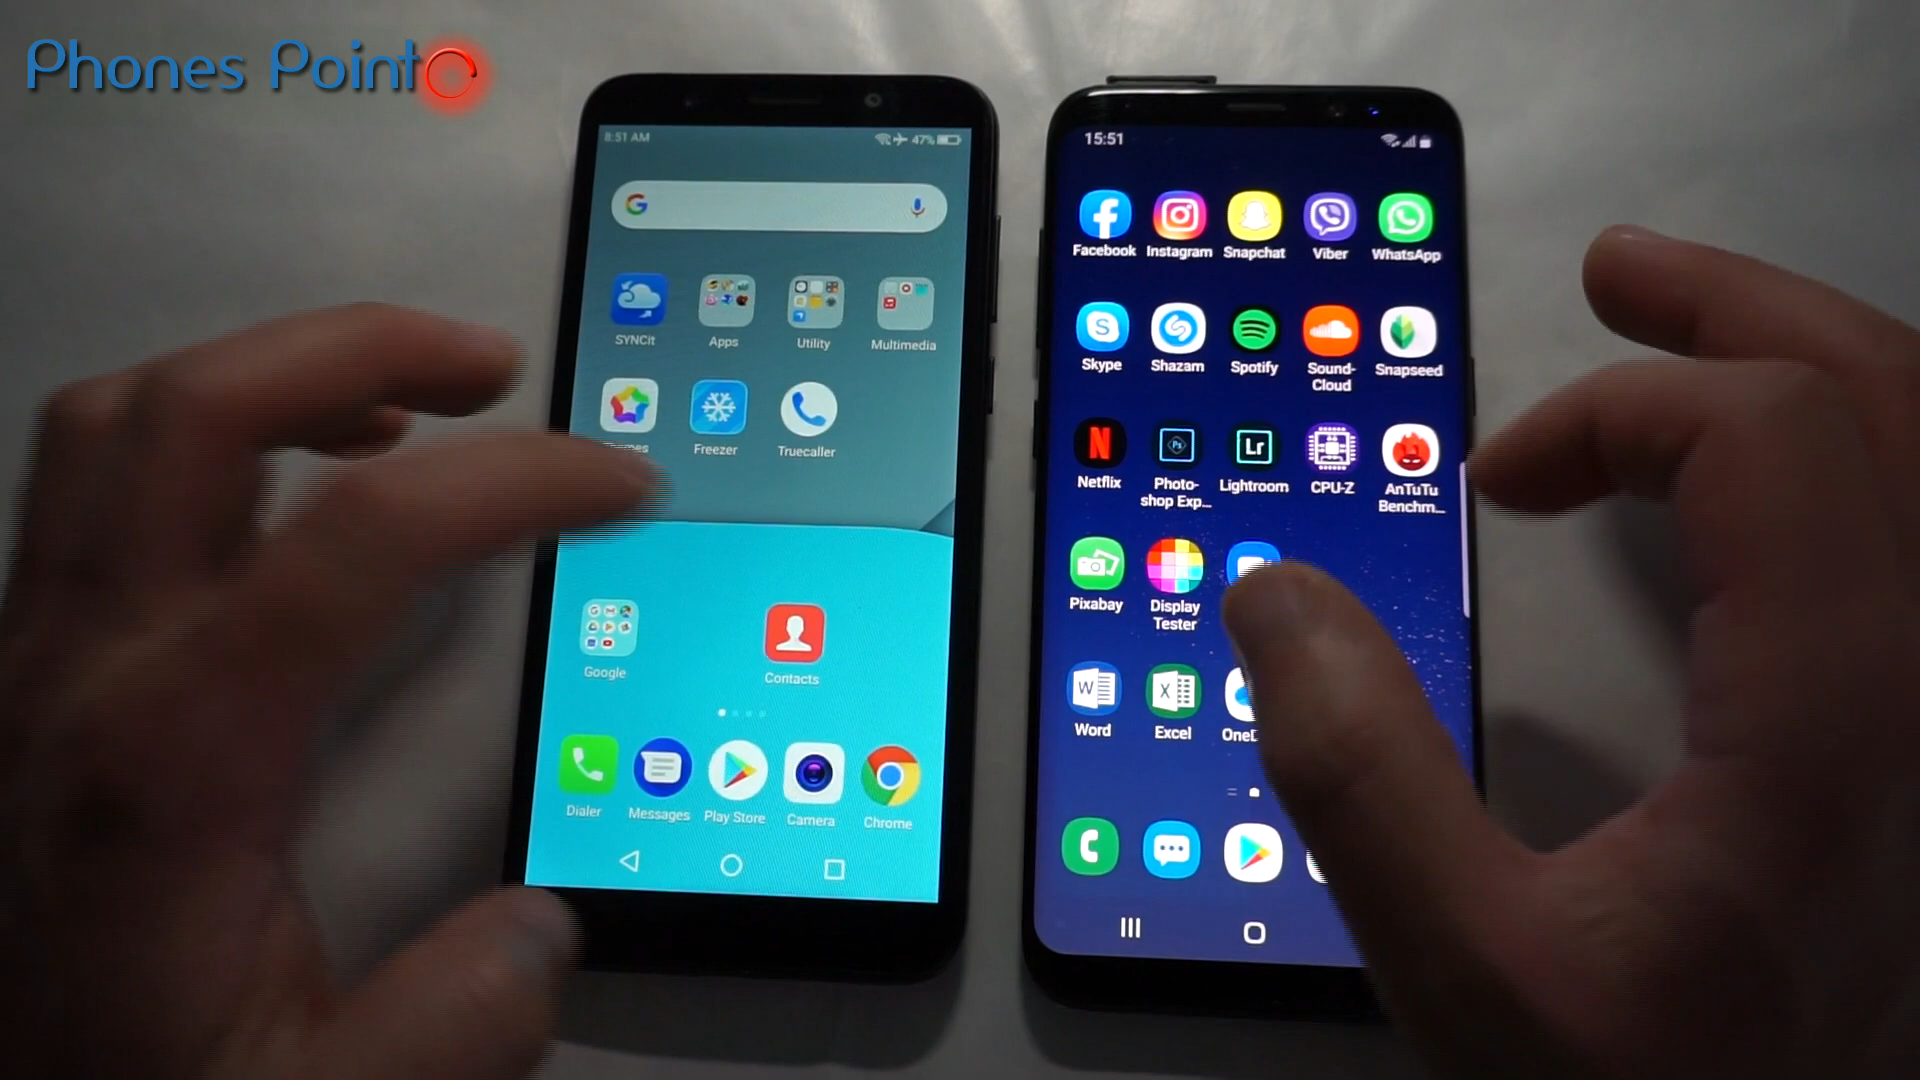 Phones Point
8:51 AM
47%
SYNCit
Apps
Utility
Multimedia
Freezer
Truecaller
Google
Contacts
Dialer
Messages
Play Store
Camera
Chrome
15:51
Facebook
Instagram
Snapchat
Viber
WhatsApp
Skype
Shazam
Spotify
Sound-
Cloud
Snapseed
Netflix
Photo-
shop Exp...
Lr
Lightroom
CPU-Z
AnTuTu
Benchm...
Pixabay
Display
Tester
Word
Excel